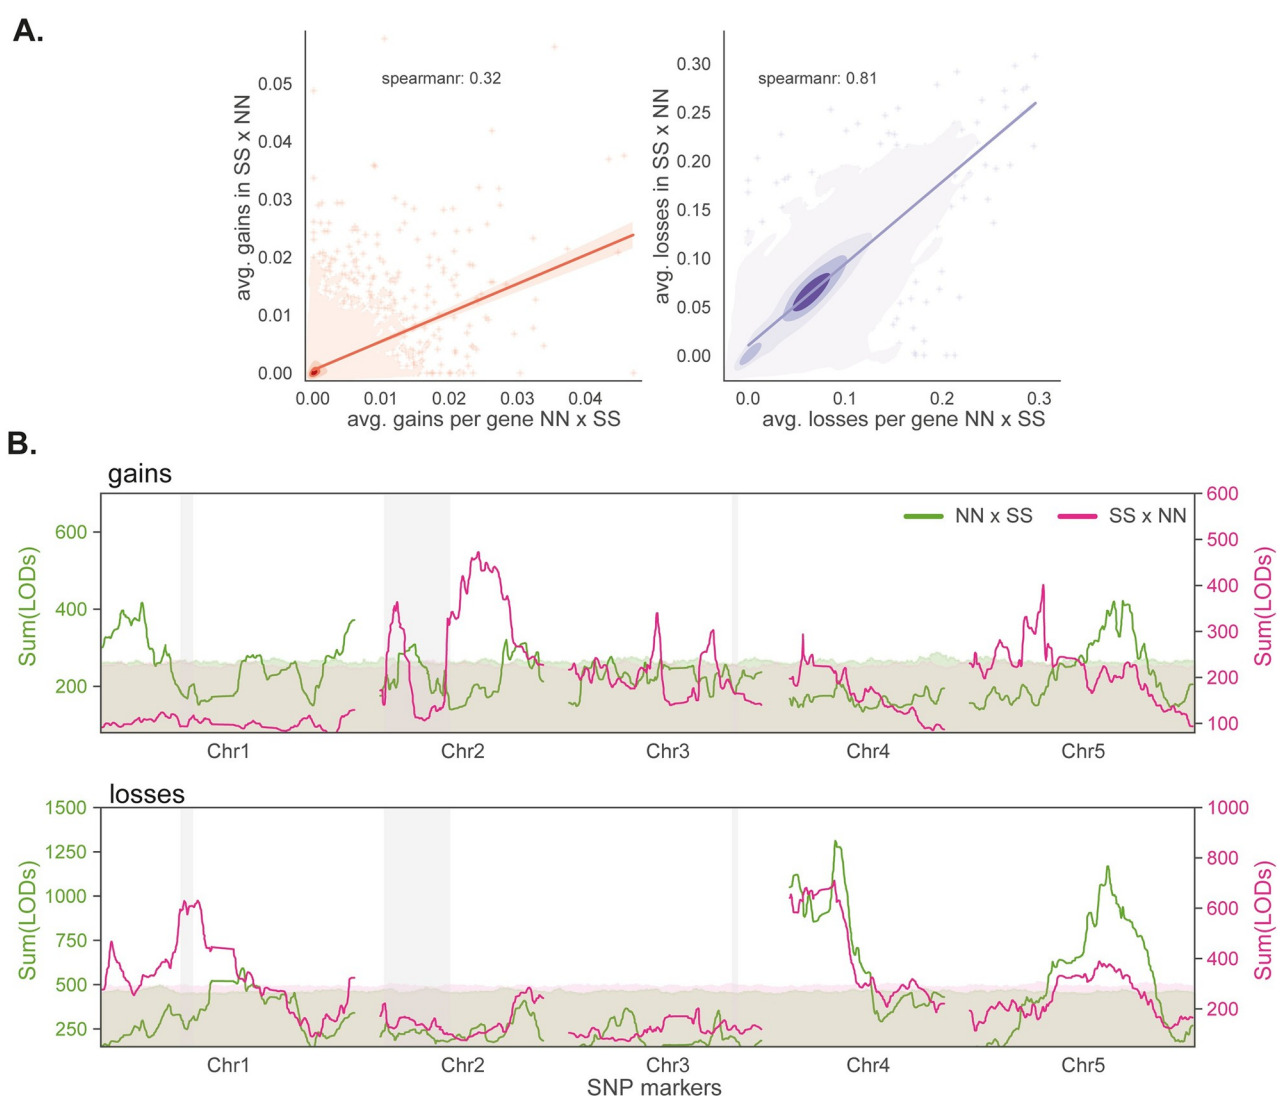 A.
spearmanr: 0.32
avg. gains in SS x NN
0.05
0.04
0.03
0.02
0.01
0.00
0.00 0.01 0.02 0.03 0.04
avg. gains per gene NN x SS
spearmanr: 0.81
avg. losses in SS x NN
0.30
0.25
0.20
0.15
0.10
0.05
0.00
0.0 0.1 0.2 0.3
avg. losses per gene NN x SS
B.
gains
NN x SS
SS x NN
Sum(LODs)
600
400
200
600
500
400
300
200
100
Sum(LODs)
Chr1 Chr2 Chr3 Chr4 Chr5
losses
Sum(LODs)
1500
1250
1000
750
500
250
1000
800
600
400
200
Sum(LODs)
Chr1 Chr2 Chr3 Chr4 Chr5
SNP markers